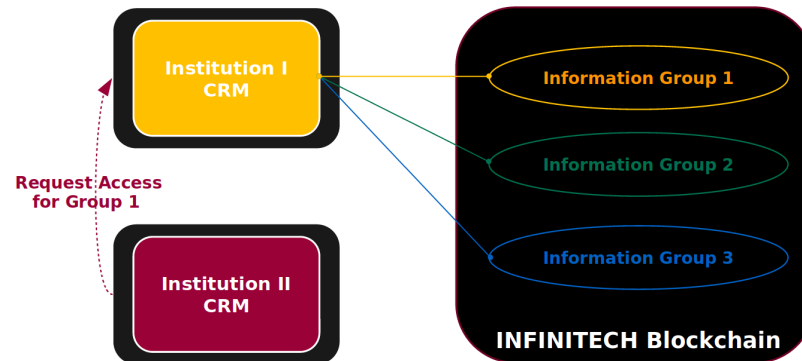 Institution I
CRM
Information Group 1
Information Group 2
Request Access
for Group 1
Information Group 3
Institution II
CRM
INFINITECH Blockchain